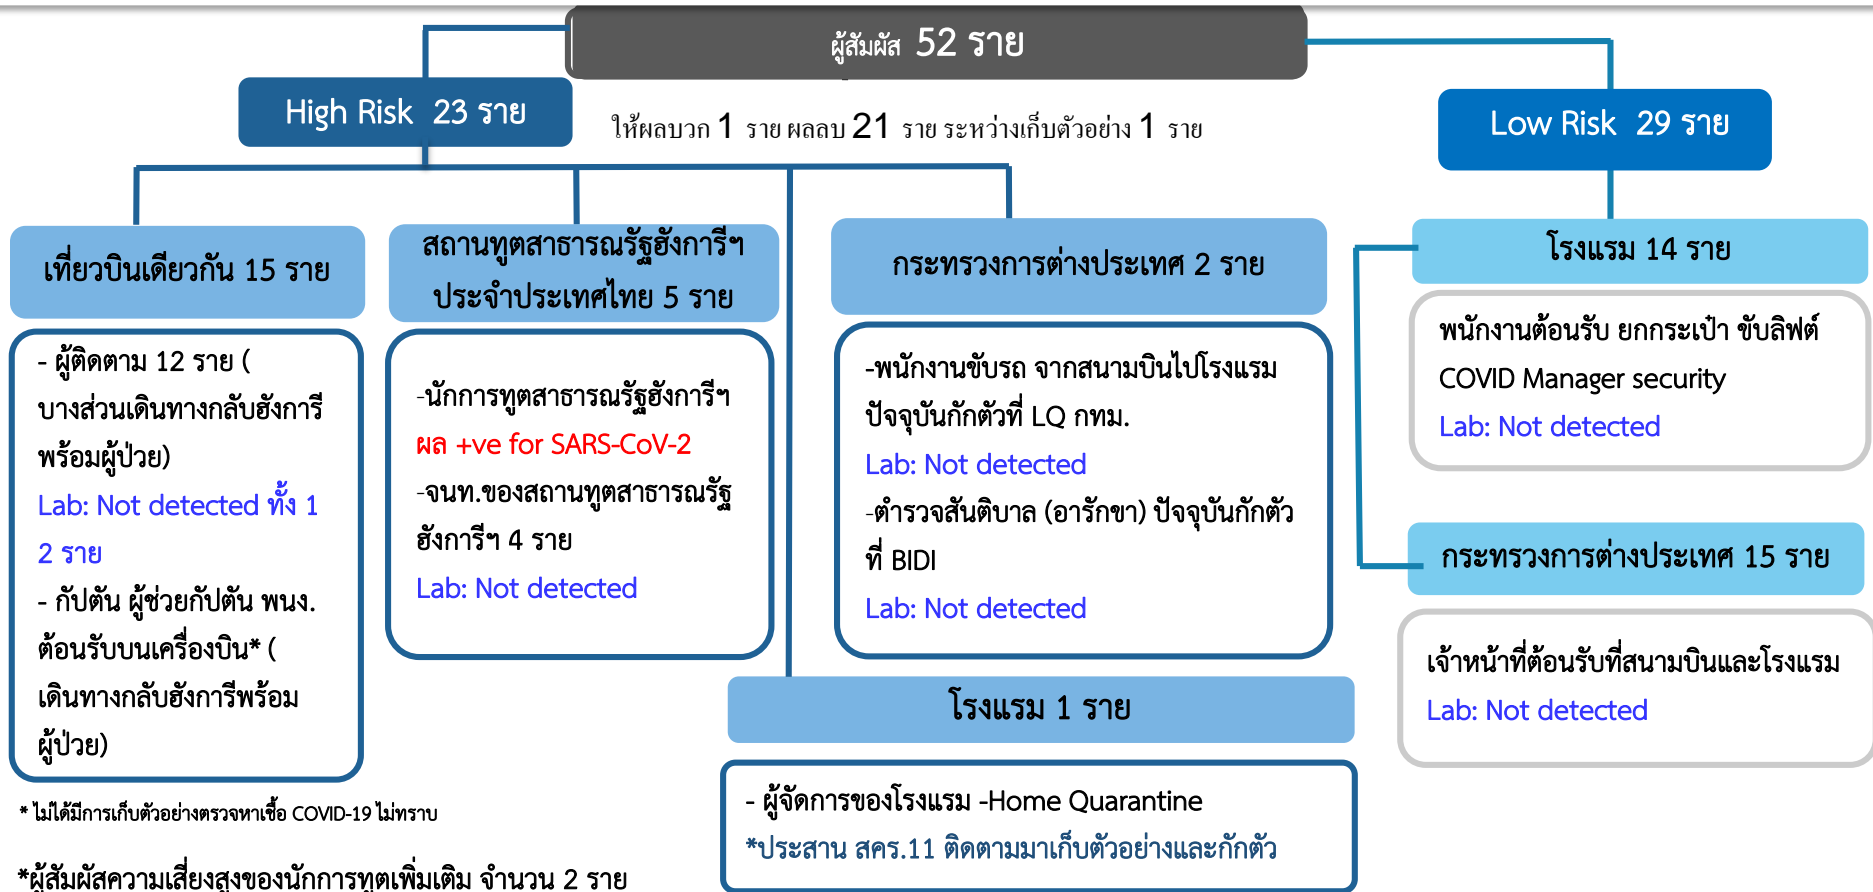 ผู้สัมผัส 52 ราย
High Risk 23 ราย
ให้ผลบวก 1 ราย ผลลบ 21 ราย ระหว่างเก็บตัวอย่าง 1 ราย
Low Risk 29 ราย
เที่ยวบินเดียวกัน 15 ราย
- ผู้ติดตาม 12 ราย (
บางส่วนเดินทางกลับฮังการี
พร้อมผู้ป่วย)
Lab: Not detected ทั้ง 1
2 ราย
- กัปตัน ผู้ช่วยกัปตัน พนง.
ต้อนรับบนเครื่องบิน* (
เดินทางกลับฮังการีพร้อม
ผู้ป่วย)
* ไม่ได้มีการเก็บตัวอย่างตรวจหาเชื้อ COVID-19 ไม่ทราบ
*ผู้สัมผัสความเสี่ยงสูงของนักการทูตเพิ่มเติม จำนวน 2 ราย
สถานทูตสาธารณรัฐฮังการีฯ
ประจำประเทศไทย 5 ราย
-นักการทูตสาธารณรัฐฮังการีฯ
ผล +ve for SARS-CoV-2
-จนท.ของสถานทูตสาธารณรัฐ
ฮังการีฯ 4 ราย
Lab: Not detected
กระทรวงการต่างประเทศ 2 ราย
-พนักงานขับรถ จากสนามบินไปโรงแรม
ปัจจุบันกักตัวที่ LQ กทม.
Lab: Not detected
-ตำรวจสันติบาล (อารักขา) ปัจจุบันกักตัว
ที่ BIDI
Lab: Not detected
โรงแรม 1 ราย
- ผู้จัดการของโรงแรม -Home Quarantine
*ประสาน สคร.11 ติดตามมาเก็บตัวอย่างและกักตัว
โรงแรม 14 ราย
พนักงานต้อนรับ ยกกระเป๋า ขับลิฟต์
COVID Manager security
Lab: Not detected
กระทรวงการต่างประเทศ 15 ราย
เจ้าหน้าที่ต้อนรับที่สนามบินและโรงแรม
Lab: Not detected